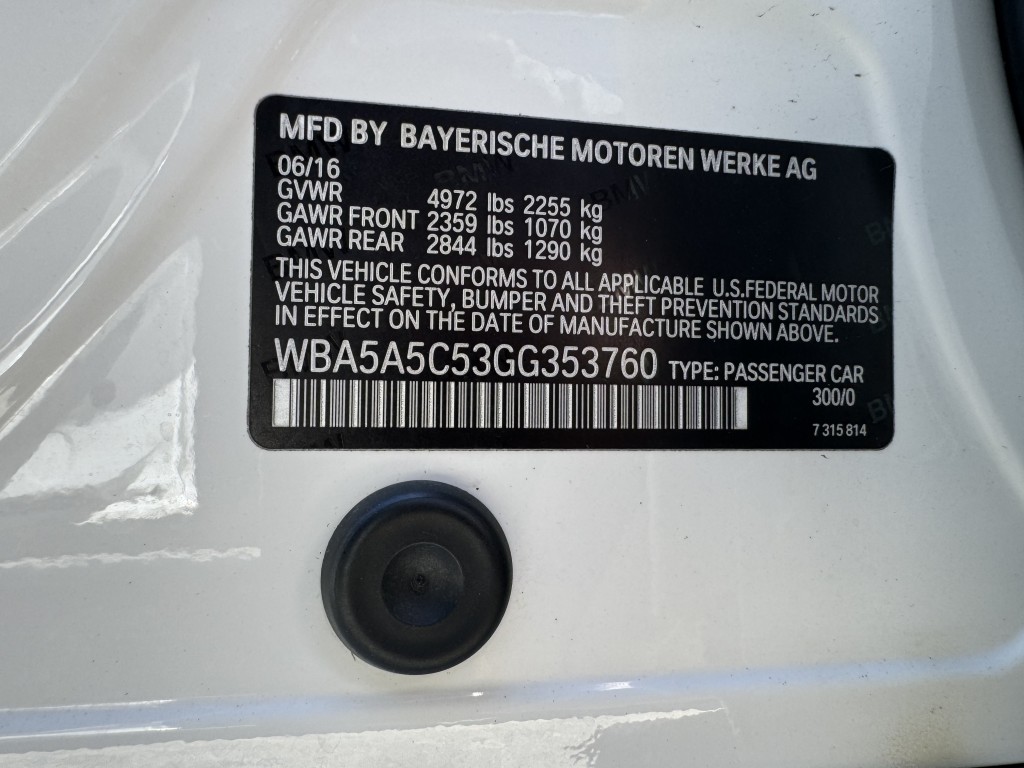 MFD BY BAYERISCHE MOTOREN WERKE AG
06/16
GVWR 4972 lbs 2255 kg
GAWR FRONT 2359 lbs 1070 kg
GAWR REAR 2844 lbs 1290 kg
THIS VEHICLE CONFORMS TO ALL APPLICABLE U.S.FEDERAL MOTOR
VEHICLE SAFETY, BUMPER AND THEFT PREVENTION STANDARDS
IN EFFECT ON THE DATE OF MANUFACTURE SHOWN ABOVE.
WBA5A5C53GG353760 TYPE: PASSENGER CAR
300/0
7 315 814